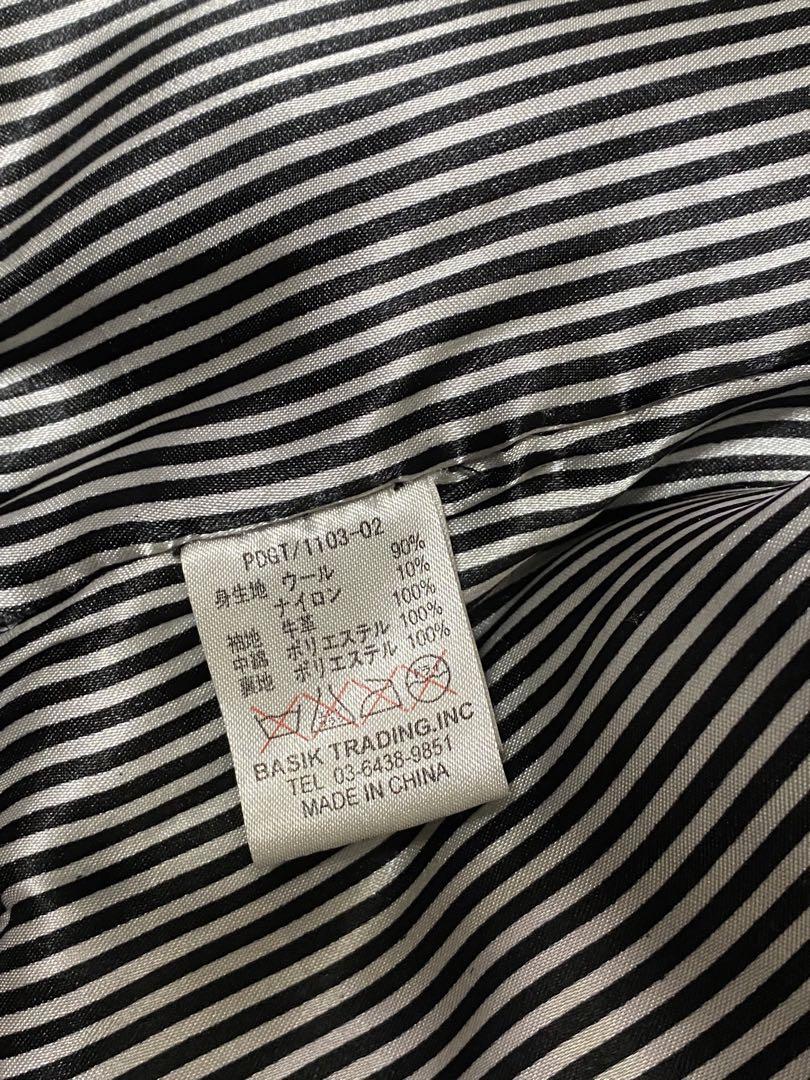 PDGT/1103-02
身生地 ウール 90%
ナイロン 10%
袖地 牛革 100%
中綿 ポリエステル 100%
裏地 ポリエステル 100%
BASIK TRADING.INC
TEL 03-6438-9851
MADE IN CHINA